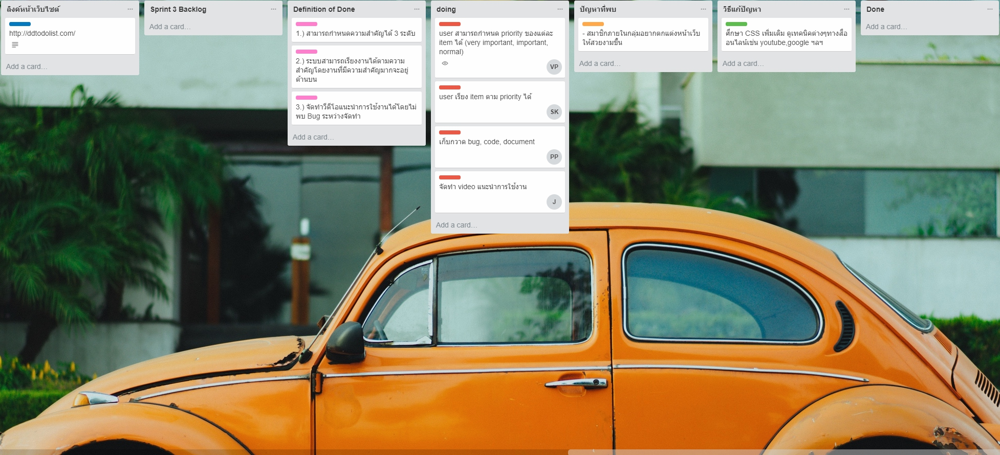 ลิงค์หน้าเว็บไซต์
http://ddtodolist.com/
Add a card…
Sprint 3 Backlog
Add a card…
Definition of Done
1.) สามารถกำหนดความสำคัญได้ 3 ระดับ
2.) ระบบสามารถเรียงงานได้ตามความ
สำคัญโดยงานที่มีความสำคัญมากจะอยู่
ด้านบน
3.) จัดทำวีดีโอแนะนำการใช้งานได้โดยไม่
พบ Bug ระหว่างจัดทำ
Add a card…
doing
user สามารถกำหนด priority ของแต่ละ
item ได้ (very important, important,
normal)
VP
user เรียง item ตาม priority ได้
SK
เก็บกวาด bug, code, document
PP
จัดทำ video แนะนำการใช้งาน
J
Add a card…
ปัญหาที่พบ
- สมาชิกภายในกลุ่มอยากตกแต่งหน้าเว็บ
ให้สวยงามขึ้น
Add a card…
วิธีแก้ปัญหา
ศึกษา CSS เพิ่มเติม ดูเทคนิคต่างๆทางสื่อ
ออนไลน์เช่น youtube,google ฯลฯ
Add a card…
Done
Add a card…